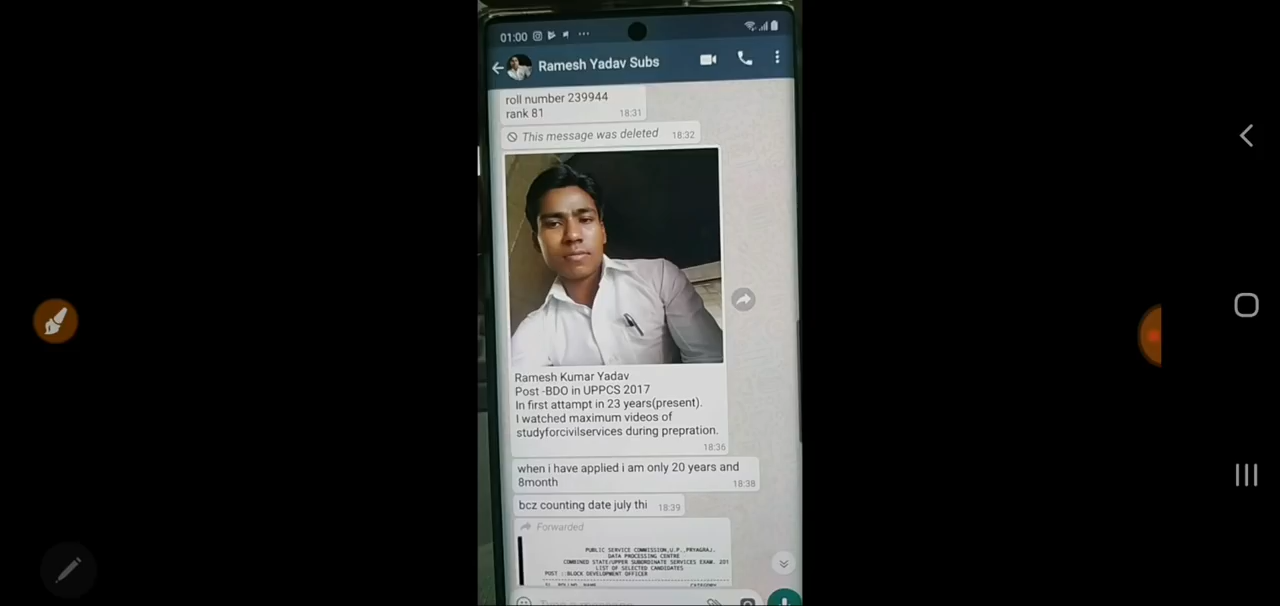 01:00
Ramesh Yadav Subs
roll number 239944
rank 81
18:31
This message was deleted 18:32
Ramesh Kumar Yadav
Post -BDO in UPPCS 2017
In first attampt in 23 years(present).
I watched maximum videos of
studyforcivilservices during prepration.
18:36
when i have applied i am only 20 years and
8month
18:38
bcz counting date july thi 18:39
Forwarded
PUBLIC SERVICE COMMISSION,U.P.,PRYAGRAJ.
DATA PROCESSING CENTRE
COMBINED STATE/UPPER SUBORDINATE SERVICES EXAM. 201
LIST OF SELECTED CANDIDATES
POST : BLOCK DEVELOPMENT OFFICER